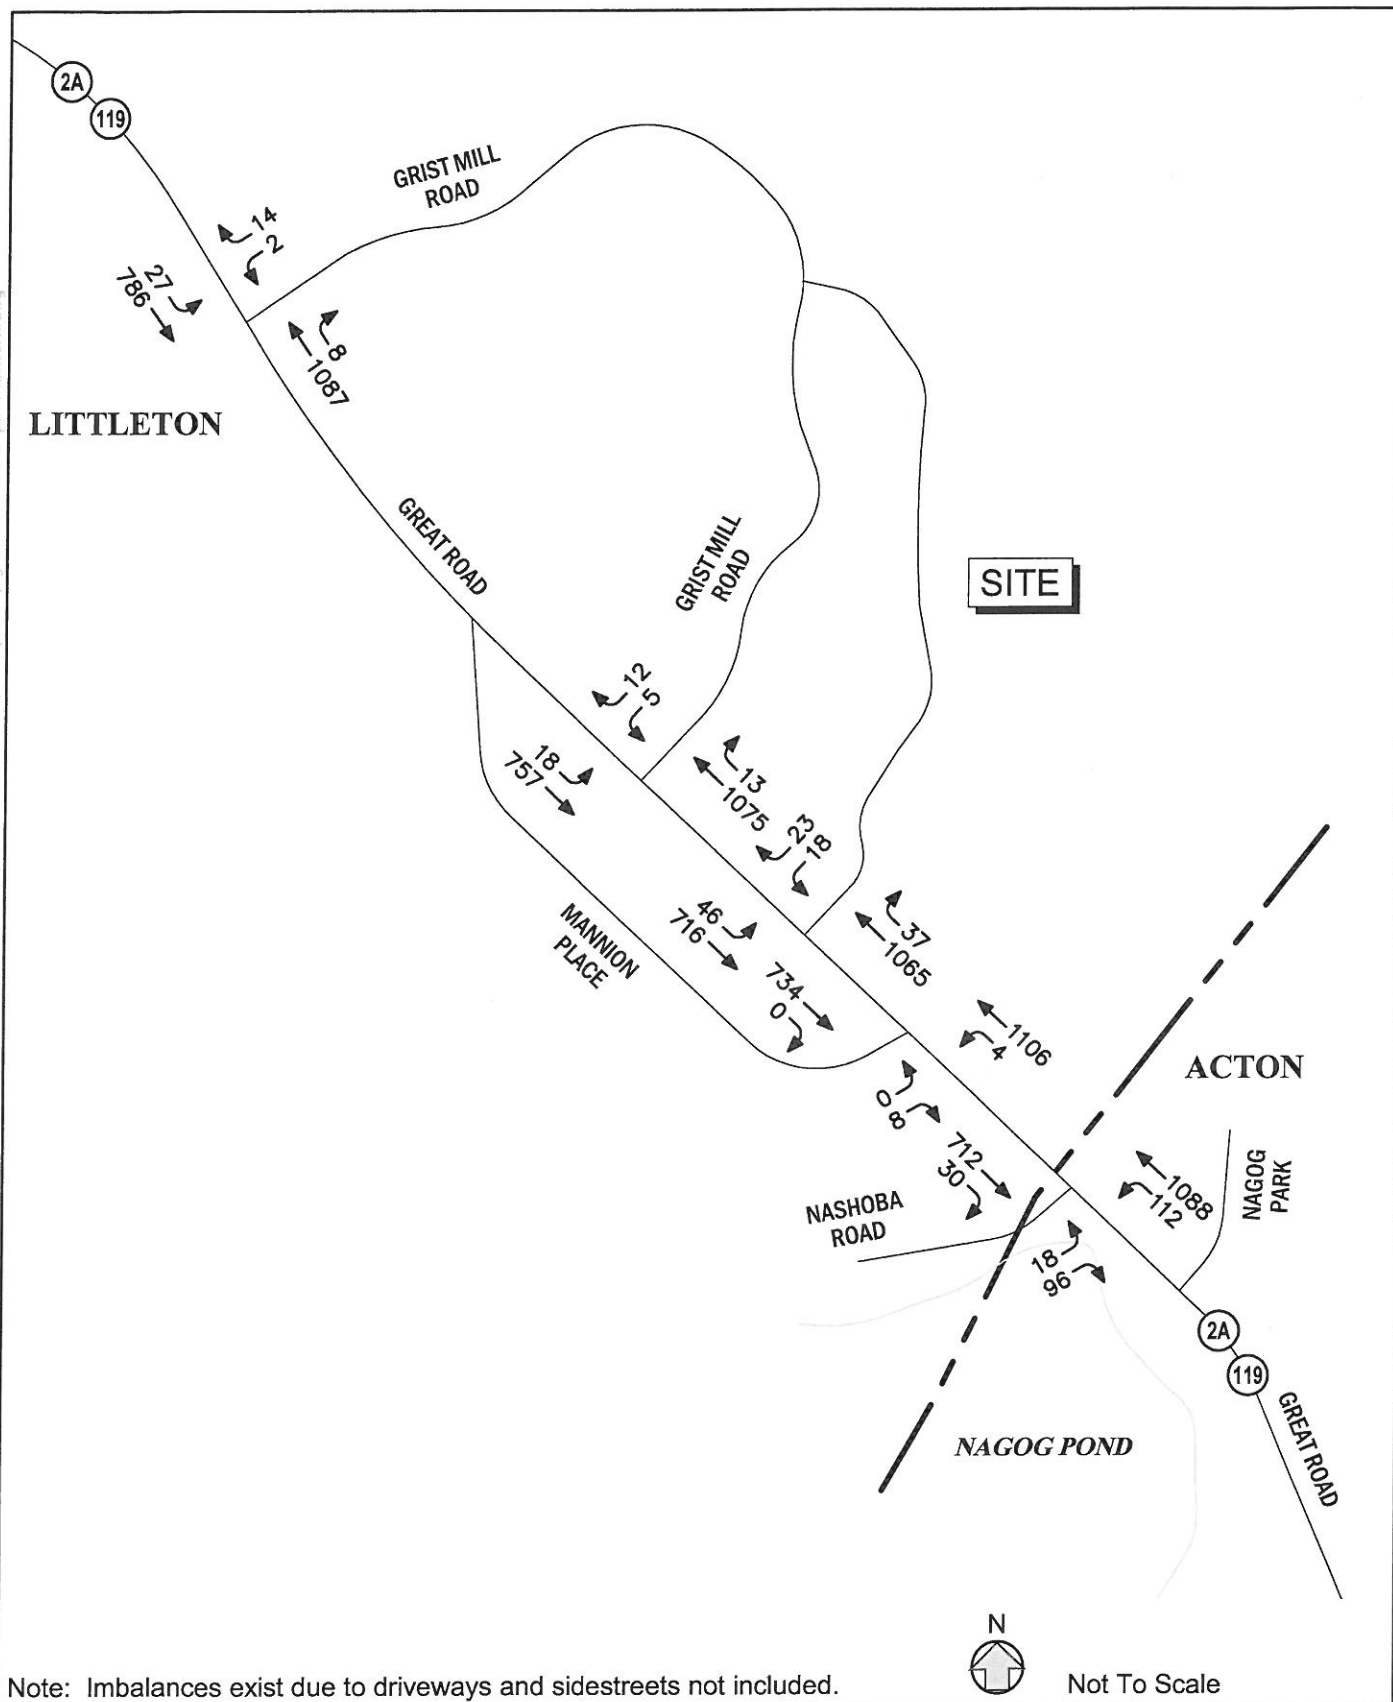 2A
119
GRIST MILL
ROAD
14
2
27
786
8
1087
LITTLETON
GREAT ROAD
GRIST MILL
ROAD
SITE
12
5
18
757
13
1075
23
18
46
716
37
1065
MANNION
PLACE
734
0
1106
4
ACTON
0
8
712
30
1088
112
NAGOG
PARK
NASHOBA
ROAD
18
96
2A
119
GREAT ROAD
NAGOG POND
N
Note: Imbalances exist due to driveways and sidestreets not included.
Not To Scale